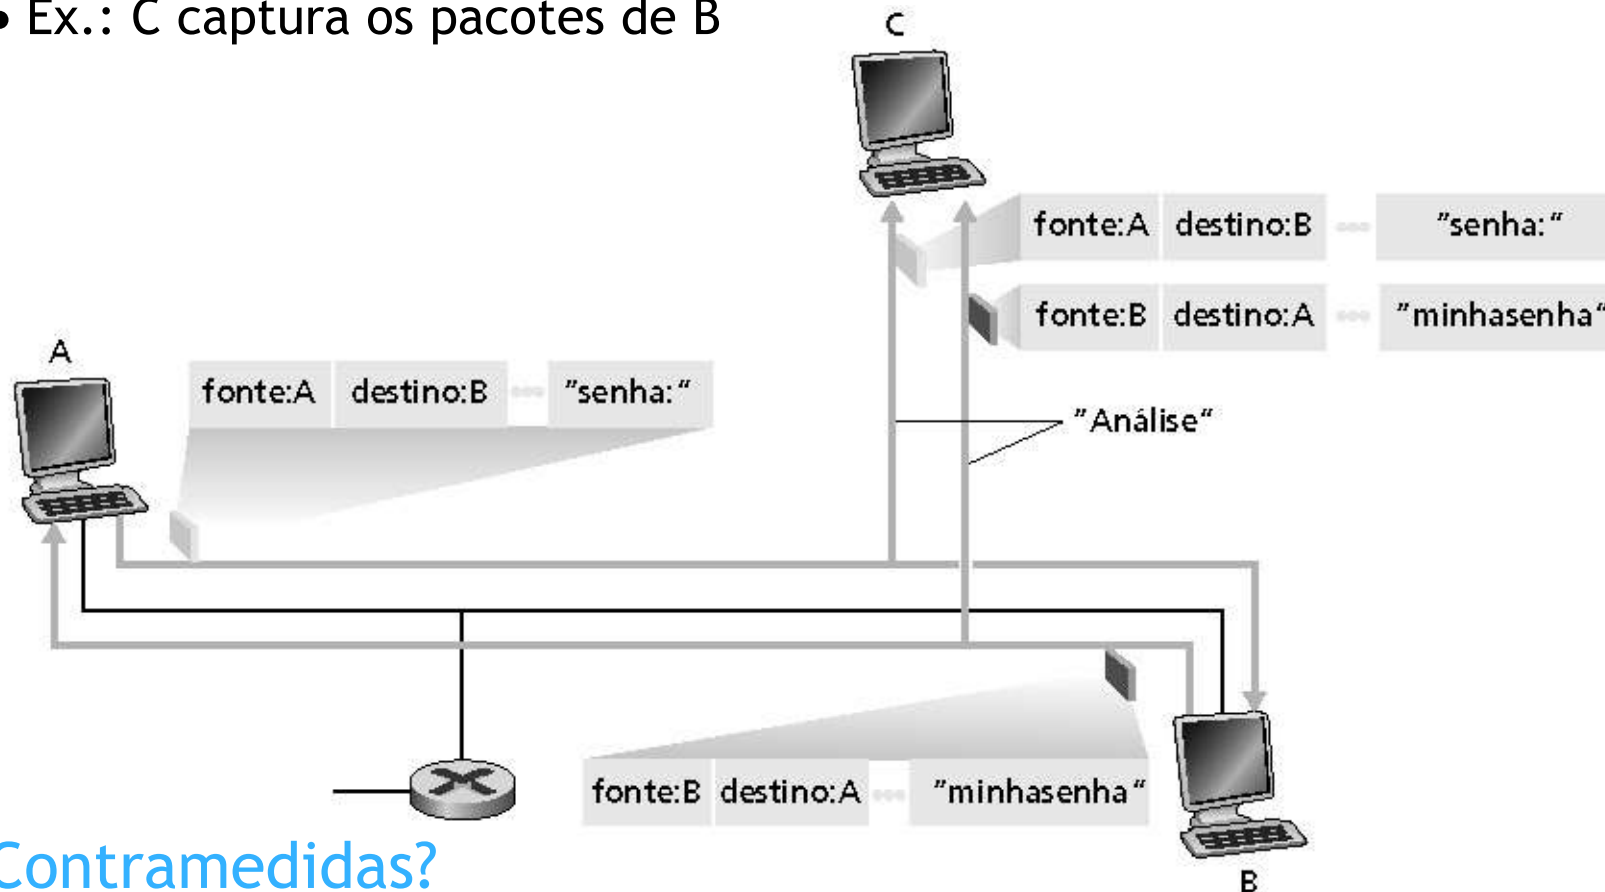 • Ex.: C captura os pacotes de B
C
fonte:A destino:B "senha:"
fonte:B destino:A "minhasenha"
A
fonte:A destino:B "senha:"
"Análise"
fonte:B destino:A "minhasenha"
Contramedidas?
B